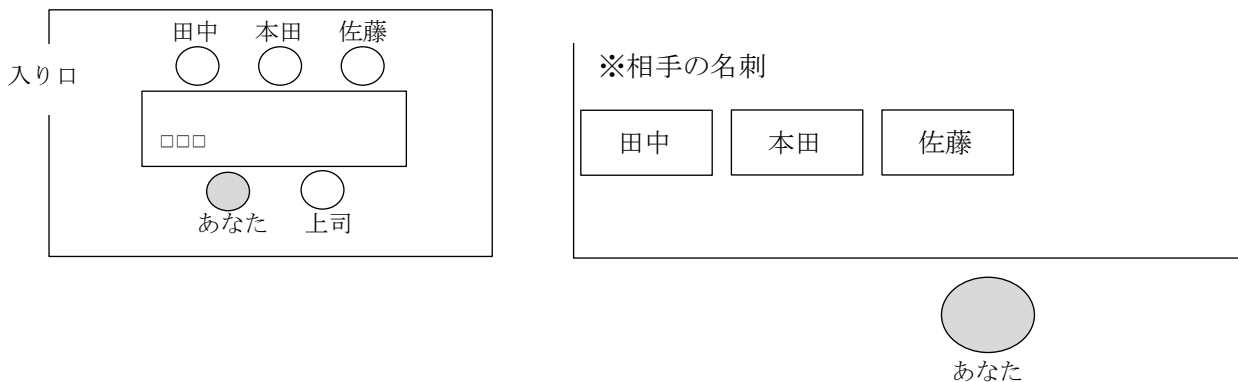 田中 本田 佐藤
入り口
□□□
あなた 上司
※相手の名刺
田中 本田 佐藤
あなた